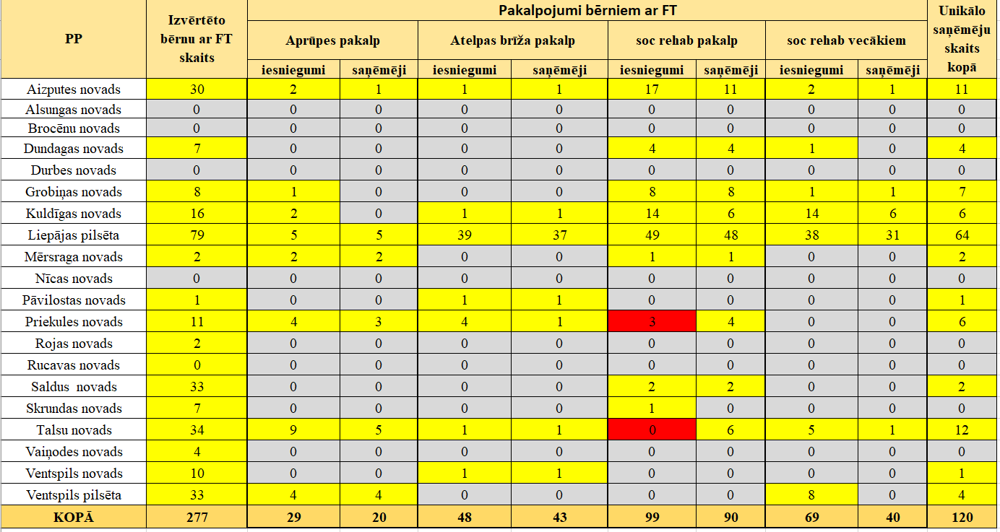 PP Izvērtēto bērnu ar FT skaits Pakalpojumi bērniem ar FT Unikālo saņēmēju skaits kopā
Aprūpes pakalp Atelpas brīža pakalp soc rehab pakalp soc rehab vecākiem
iesniegumi saņēmēji iesniegumi saņēmēji iesniegumi saņēmēji iesniegumi saņēmēji
Aizputes novads 30 2 1 1 1 17 11 2 1 11
Alsungas novads 0 0 0 0 0 0 0 0 0 0
Brocēnu novads 0 0 0 0 0 0 0 0 0 0
Dundagas novads 7 0 0 0 0 4 4 1 0 4
Durbes novads 0 0 0 0 0 0 0 0 0 0
Grobiņas novads 8 1 0 0 0 8 8 1 1 7
Kuldīgas novads 16 2 0 1 1 14 6 14 6 6
Liepājas pilsēta 79 5 5 39 37 49 48 38 31 64
Mērsraga novads 2 2 2 0 0 1 1 0 0 2
Nīcas novads 0 0 0 0 0 0 0 0 0 0
Pāvilostas novads 1 0 0 1 1 0 0 0 0 1
Priekules novads 11 4 3 4 1 3 4 0 0 6
Rojas novads 2 0 0 0 0 0 0 0 0 0
Rucavas novads 0 0 0 0 0 0 0 0 0 0
Saldus novads 33 0 0 0 0 2 2 0 0 2
Skrundas novads 7 0 0 0 0 1 0 0 0 0
Talsu novads 34 9 5 1 1 0 6 5 1 12
Vaiņodes novads 4 0 0 0 0 0 0 0 0 0
Ventspils novads 10 0 0 1 1 0 0 0 0 1
Ventspils pilsēta 33 4 4 0 0 0 0 8 0 4
KOPĀ 277 29 20 48 43 99 90 69 40 120